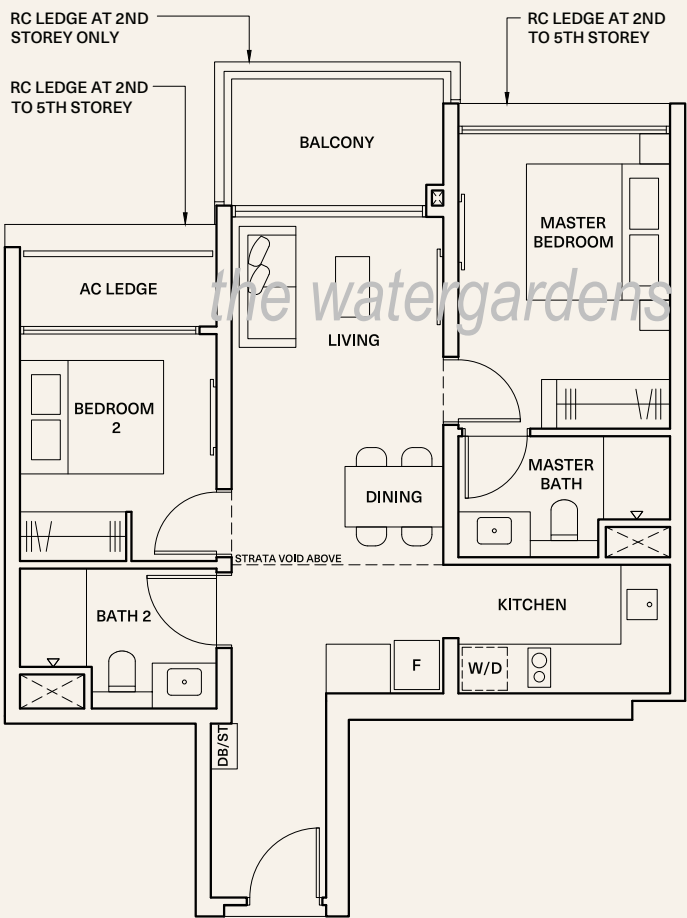 RC LEDGE AT 2ND
STOREY ONLY
RC LEDGE AT 2ND
TO 5TH STOREY
RC LEDGE AT 2ND
TO 5TH STOREY
BALCONY
MASTER
BEDROOM
AC LEDGE
the watergardens
LIVING
BEDROOM
2
MASTER
BATH
DINING
STRATA VOID ABOVE
BATH 2
KITCHEN
F
W/D
DB/ST